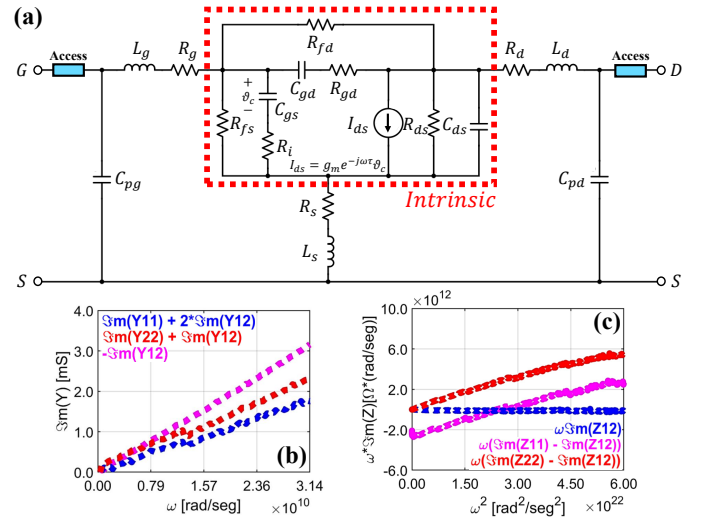 (a)
Access L_g R_g R_fd R_d L_d Access
G D
+ ϑ_c − C_gd R_gd
C_gs
R_fs I_ds R_ds C_ds
R_i
I_ds = g_m e^{-jωτ} ϑ_c
C_pg R_s Intrinsic C_pd
L_s
S S
4.0
ℑm(Y11) + 2*ℑm(Y12)
ℑm(Y22) + ℑm(Y12)
-ℑm(Y12)
3.0
2.0
1.0
0.0
ℑm(Y) [mS]
(b)
0.00 0.79 1.57 2.36 3.14
ω [rad/seg] ×10^10
×10^12
10.0
(c)
6.0
2.0
-2.0
-6.0
ω*ℑm(Z)[Ω*(rad/seg)]
ωℑm(Z12)
ω(ℑm(Z11) - ℑm(Z12))
ω(ℑm(Z22) - ℑm(Z12))
0.00 1.50 3.00 4.50 6.00
ω² [rad²/seg²] ×10^22